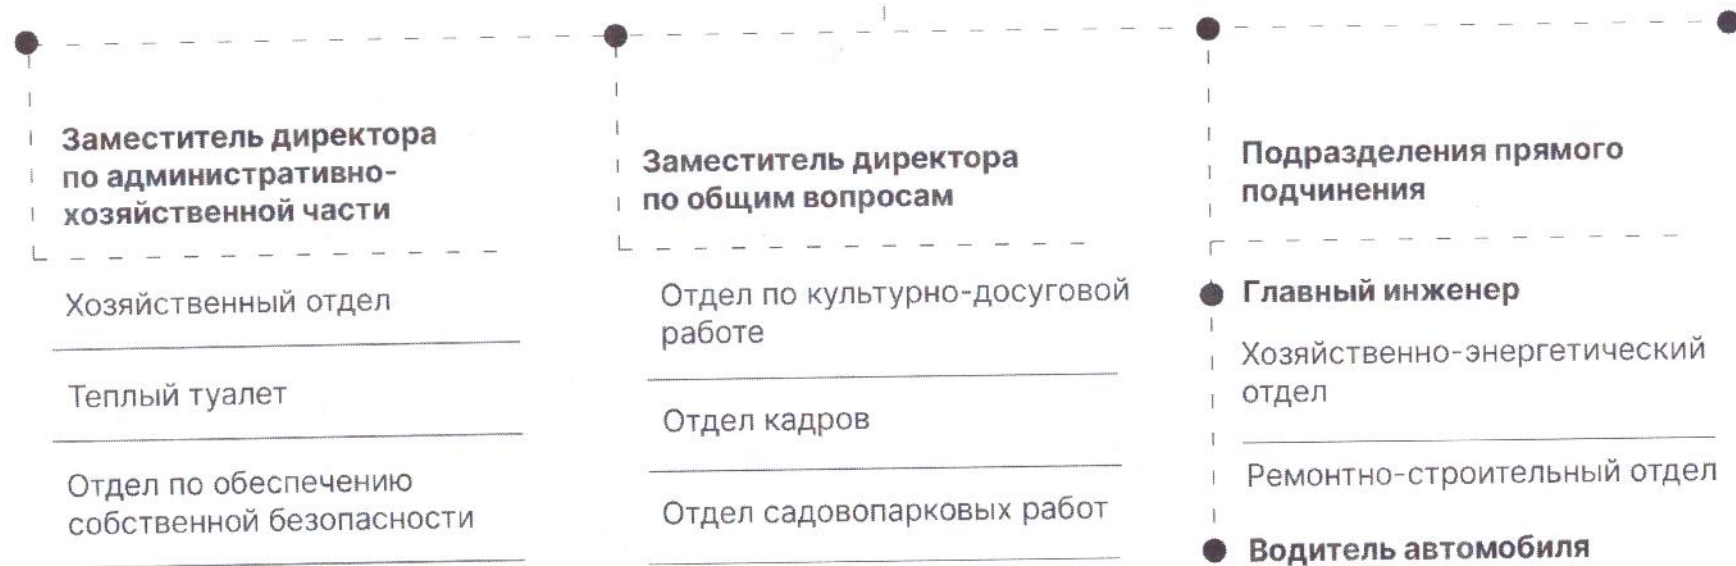 Заместитель директора
по административно-
хозяйственной части
Хозяйственный отдел
Теплый туалет
Отдел по обеспечению
собственной безопасности
Заместитель директора
по общим вопросам
Отдел по культурно-досуговой
работе
Отдел кадров
Отдел садовопарковых работ
Подразделения прямого
подчинения
Главный инженер
Хозяйственно-энергетический
отдел
Ремонтно-строительный отдел
Водитель автомобиля